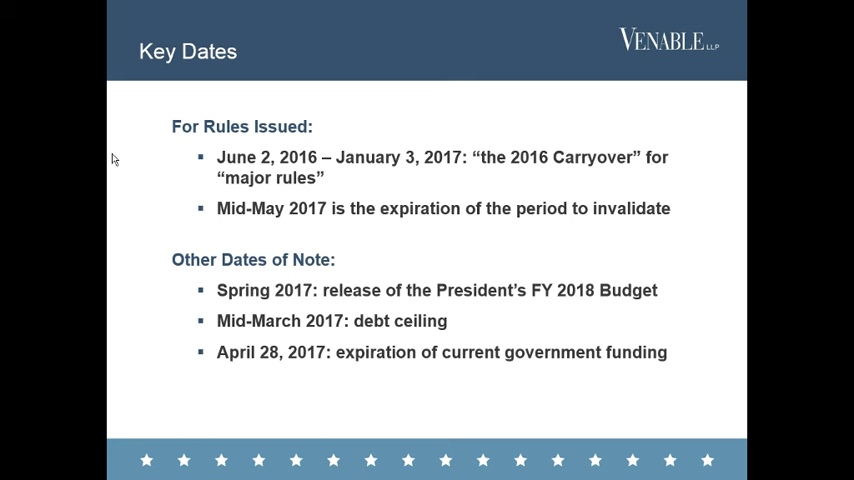 Key Dates
VENABLE LLP
For Rules Issued:
▪ June 2, 2016 – January 3, 2017: “the 2016 Carryover” for
“major rules”
▪ Mid-May 2017 is the expiration of the period to invalidate
Other Dates of Note:
▪ Spring 2017: release of the President’s FY 2018 Budget
▪ Mid-March 2017: debt ceiling
▪ April 28, 2017: expiration of current government funding